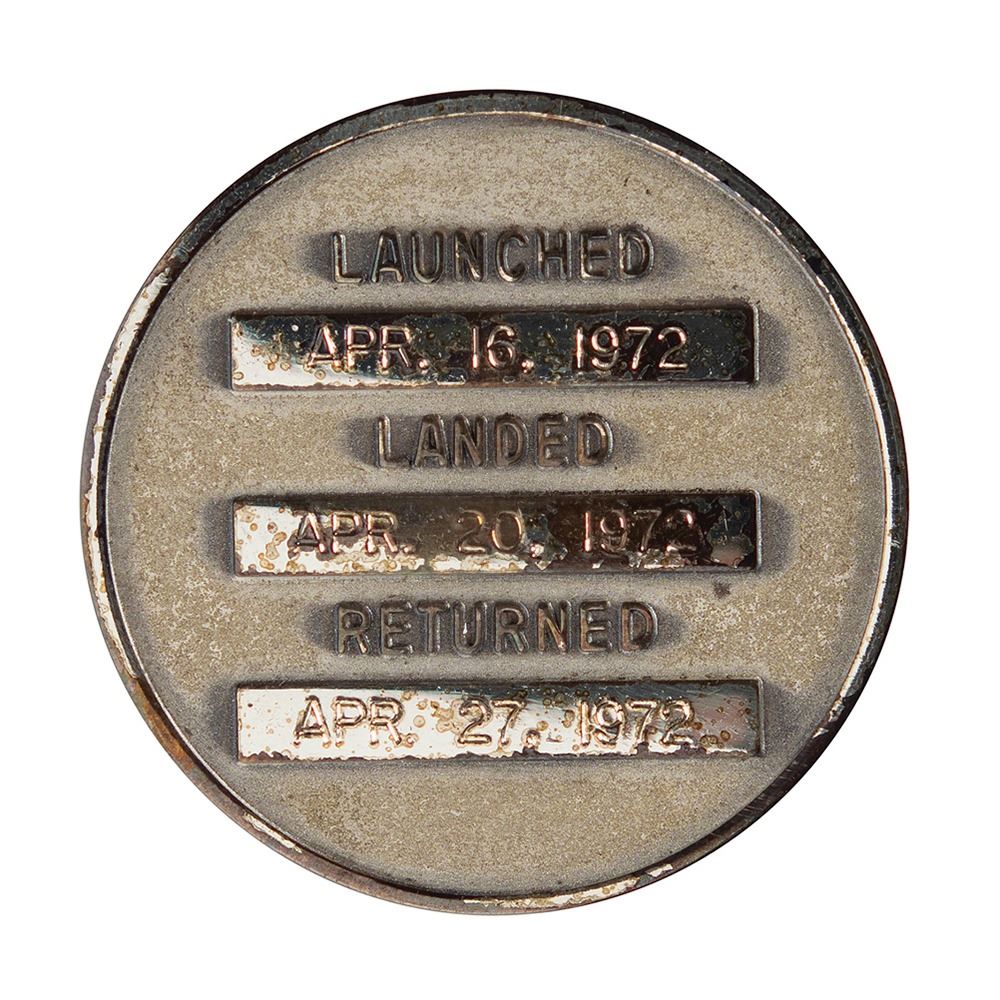 LAUNCHED
APR. 16, 1972
LANDED
APR. 20, 1972
RETURNED
APR. 27, 1972